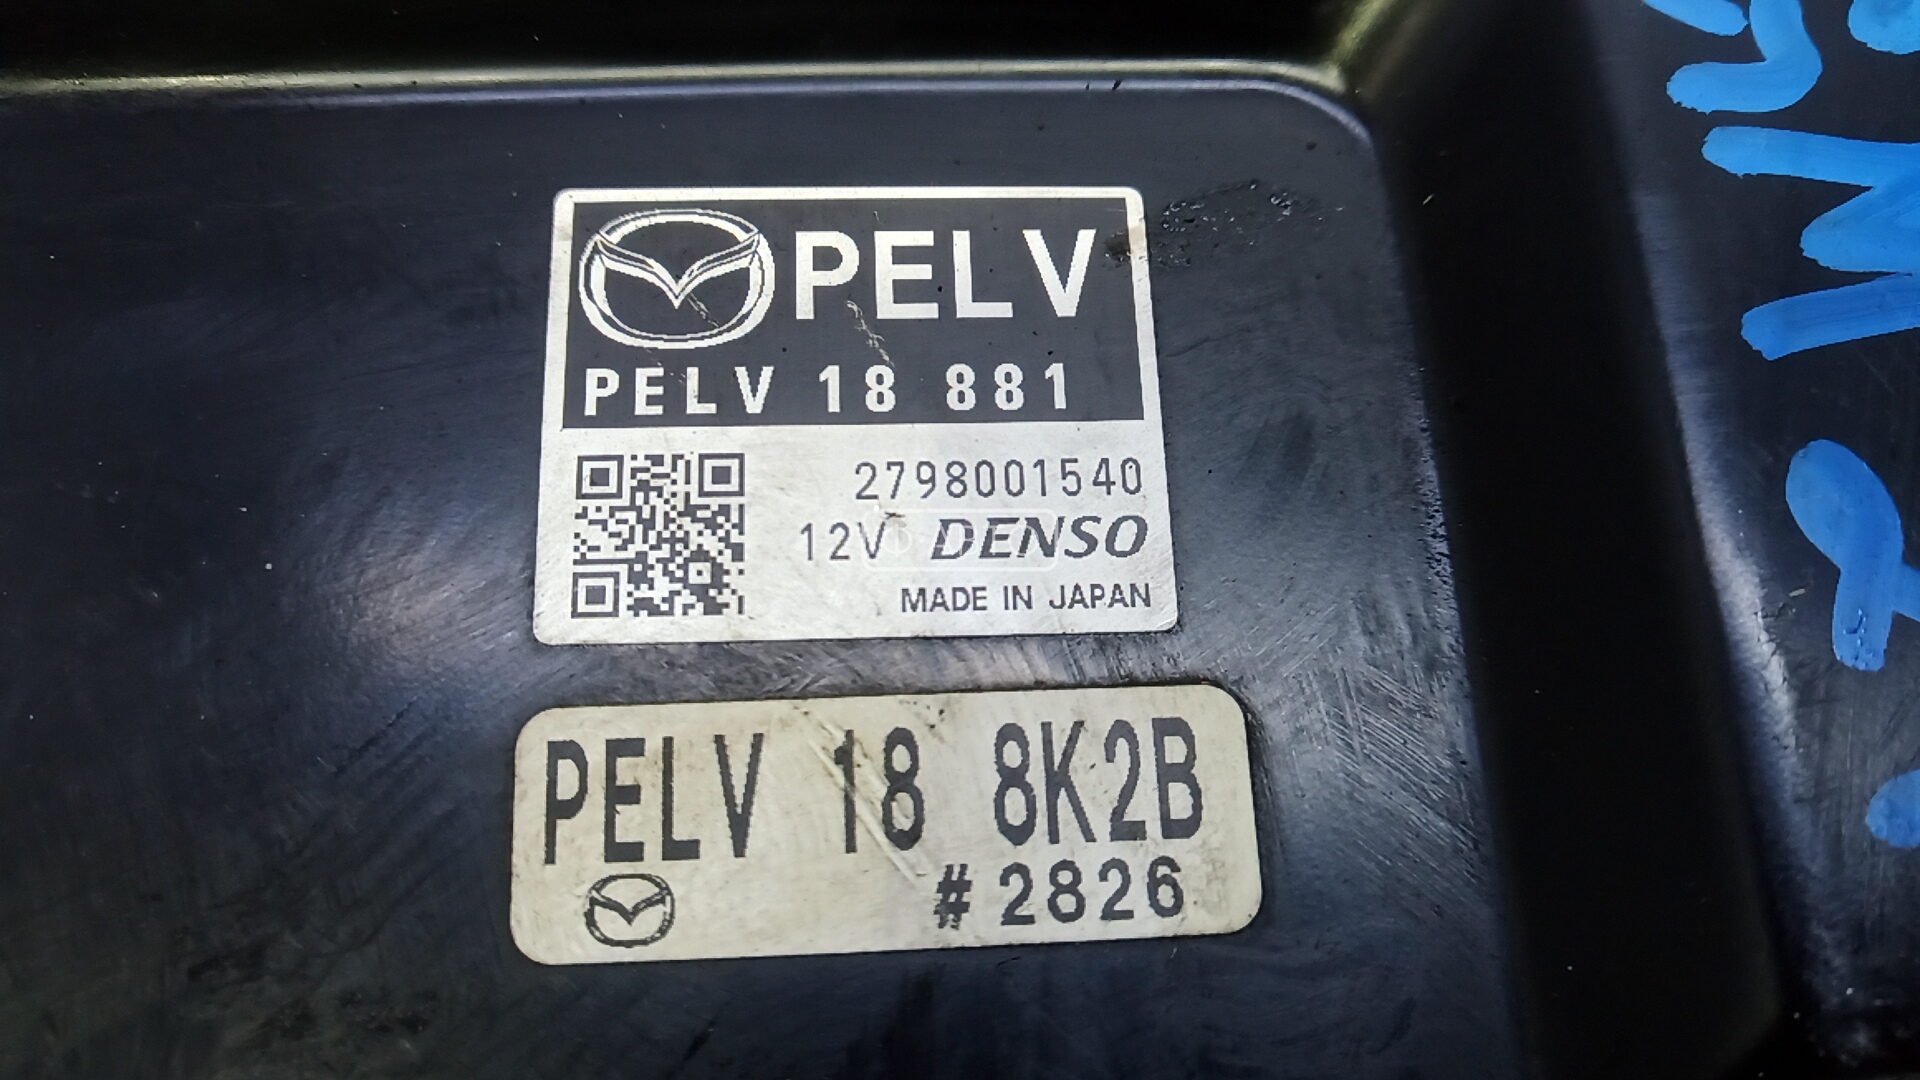 PELV
PELV 18 881
2798001540
12V DENSO
MADE IN JAPAN
PELV 18 8K2B
#2826